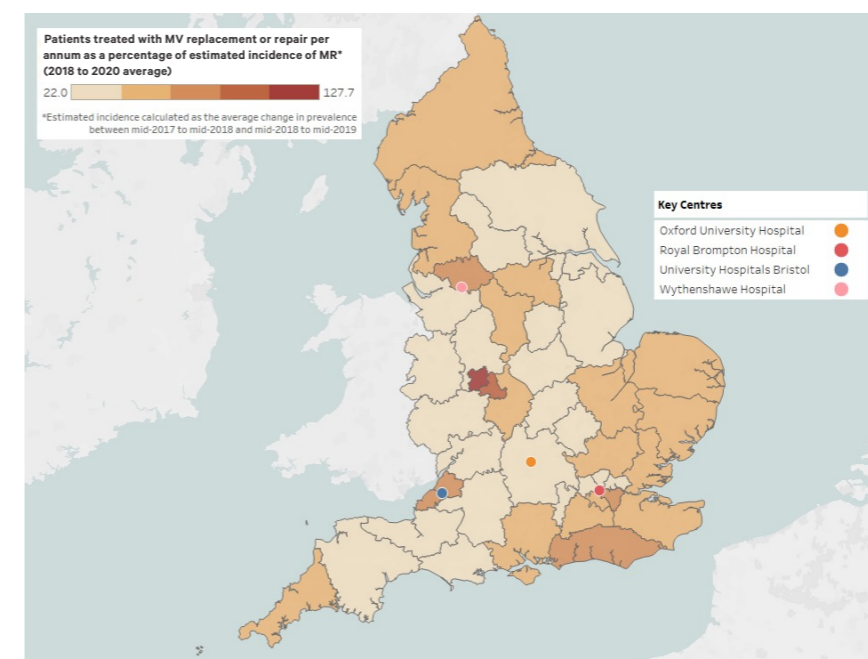 Patients treated with MV replacement or repair per
annum as a percentage of estimated incidence of MR*
(2018 to 2020 average)
22.0 127.7
*Estimated incidence calculated as the average change in prevalence
between mid-2017 to mid-2018 and mid-2018 to mid-2019
Key Centres
Oxford University Hospital
Royal Brompton Hospital
University Hospitals Bristol
Wythenshawe Hospital